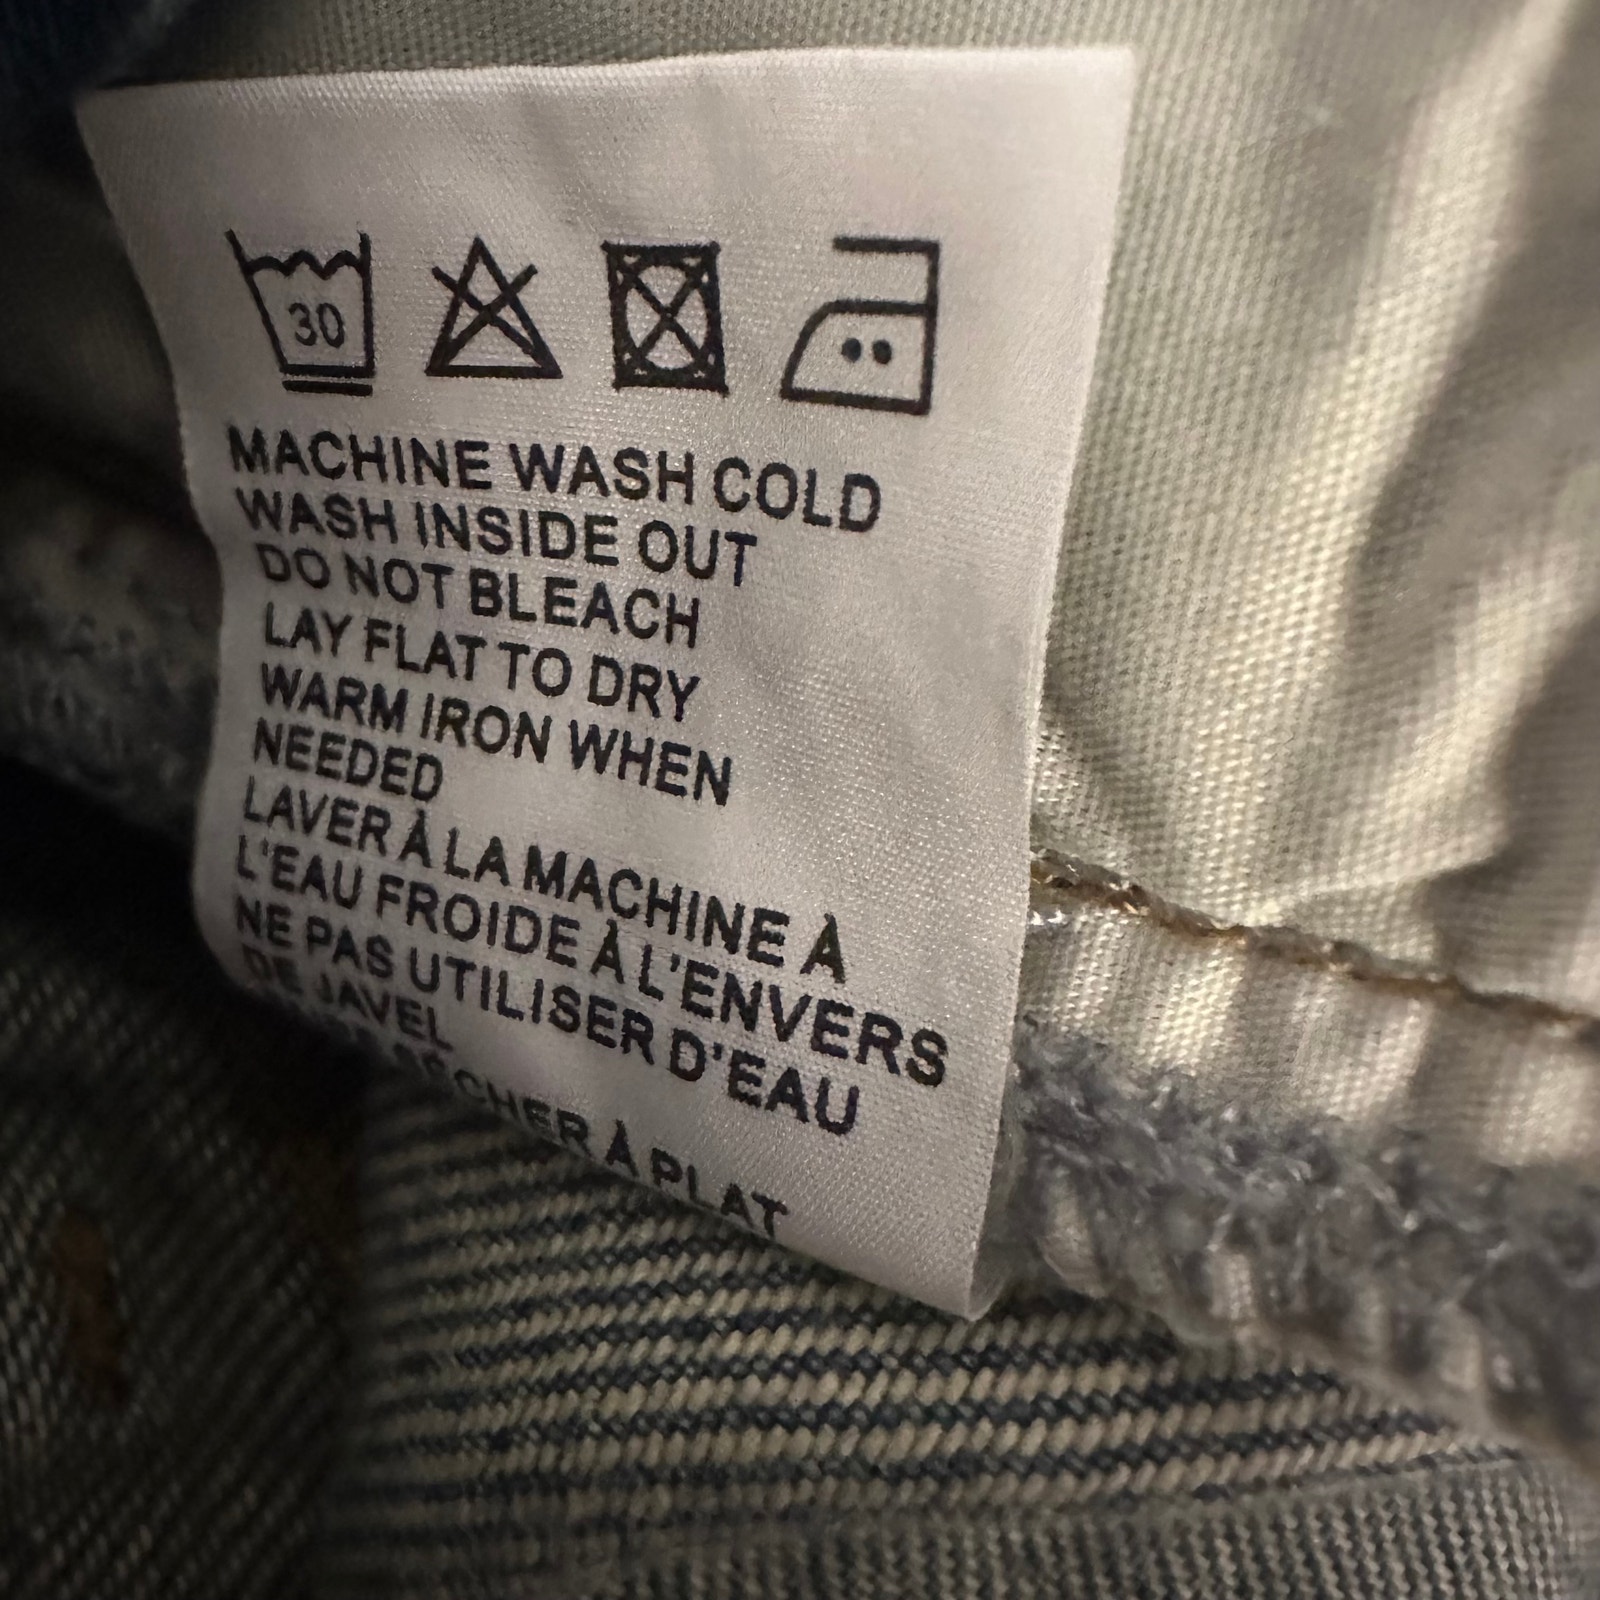 30
MACHINE WASH COLD
WASH INSIDE OUT
DO NOT BLEACH
LAY FLAT TO DRY
WARM IRON WHEN
NEEDED
LAVER À LA MACHINE À
L'EAU FROIDE À L'ENVERS
NE PAS UTILISER D'EAU
DE JAVEL
SÉCHER À PLAT